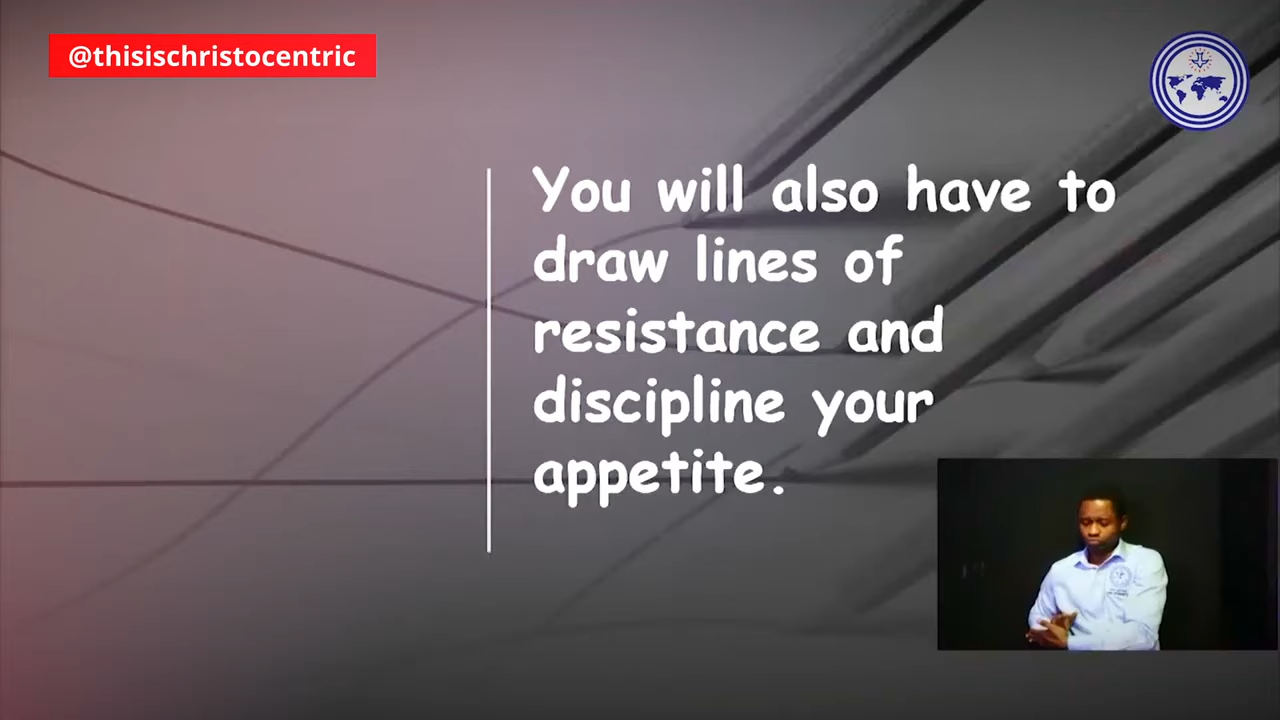 @thisischristocentric
You will also have to
draw lines of
resistance and
discipline your
appetite.